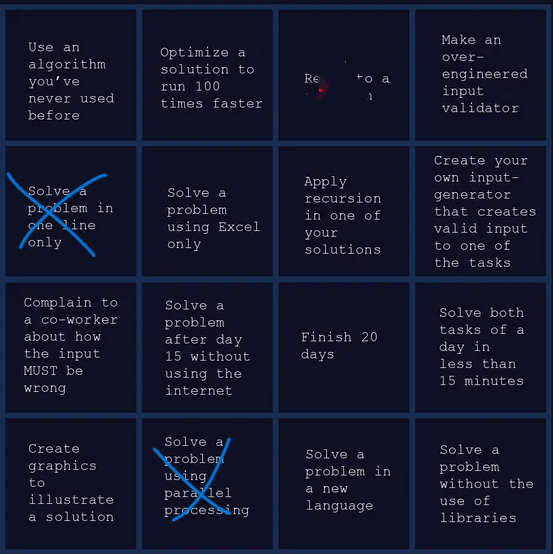 Use an
algorithm
you've
never used
before
Optimize a
solution to
run 100
times faster
a
Make an
over-
engineered
input
validator
Solve a
problem in
one line
only
Solve a
problem
using Excel
only
Apply
recursion
in one of
your
solutions
Create your
own input-
generator
that creates
valid input
to one of
the tasks
Complain to
a co-worker
about how
the input
MUST be
wrong
Solve a
problem
after day
15 without
using the
internet
Finish 20
days
Solve both
tasks of a
day in
less than
15 minutes
Create
graphics
to
illustrate
a solution
Solve a
problem
using
parallel
processing
Solve a
problem in
a new
language
Solve a
problem
without the
use of
libraries